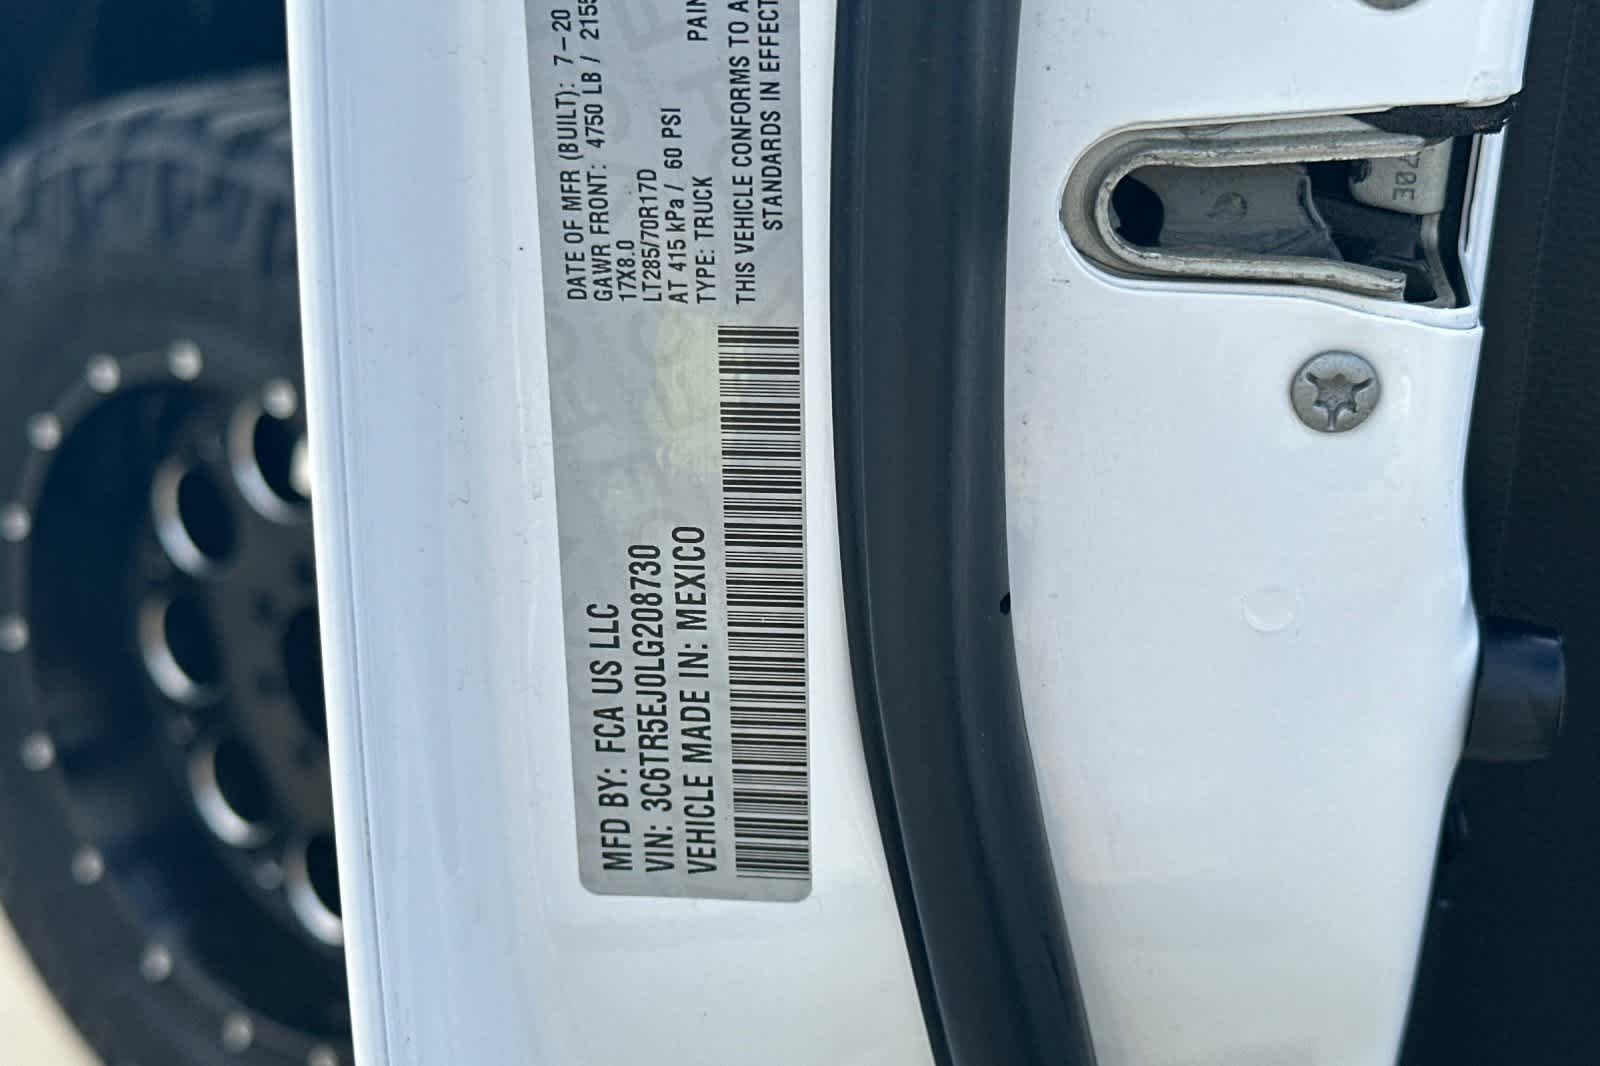 MFD BY: FCA US LLC
VIN: 3C6TR5EJ0LG208730
VEHICLE MADE IN: MEXICO
DATE OF MFR (BUILT): 7-20
GAWR FRONT: 4750 LB / 2155
17X8.0
LT285/70R17D
AT 415 kPa / 60 PSI
TYPE: TRUCK
PAIN
THIS VEHICLE CONFORMS TO A
STANDARDS IN EFFECT